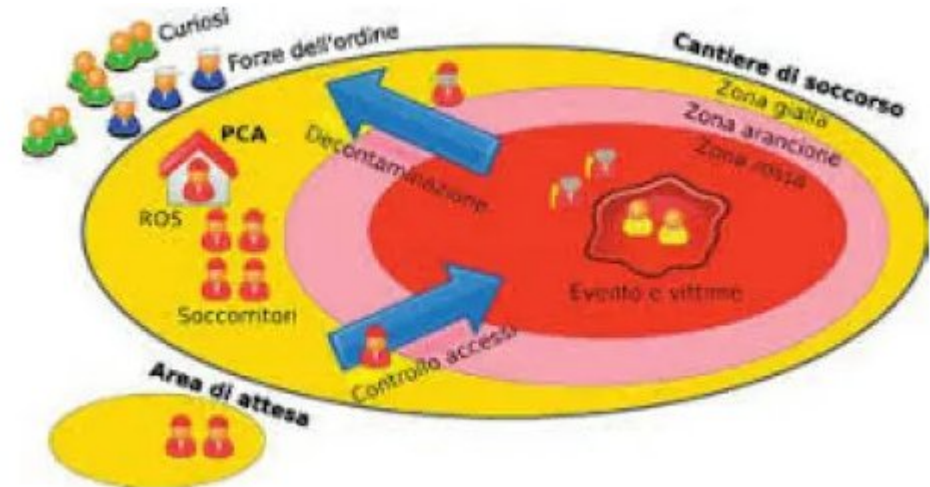 Curiosi
Forze dell'ordine
Cantiere di soccorso
Zona gialla
Zona arancione
Zona rossa
PCA
Decontaminazione
ROS
Soccorritori
Evento e vittime
Controllo accessi
Area di attesa